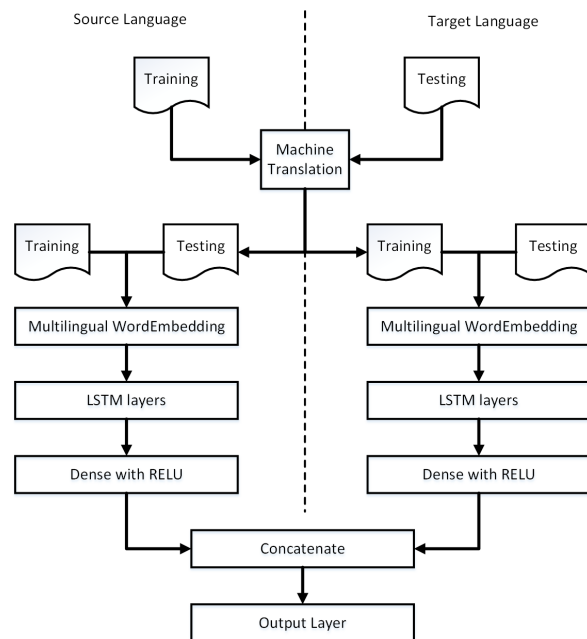 Source Language
Target Language
Training
Testing
Machine
Translation
Training
Testing
Training
Testing
Multilingual WordEmbedding
Multilingual WordEmbedding
LSTM layers
LSTM layers
Dense with RELU
Dense with RELU
Concatenate
Output Layer